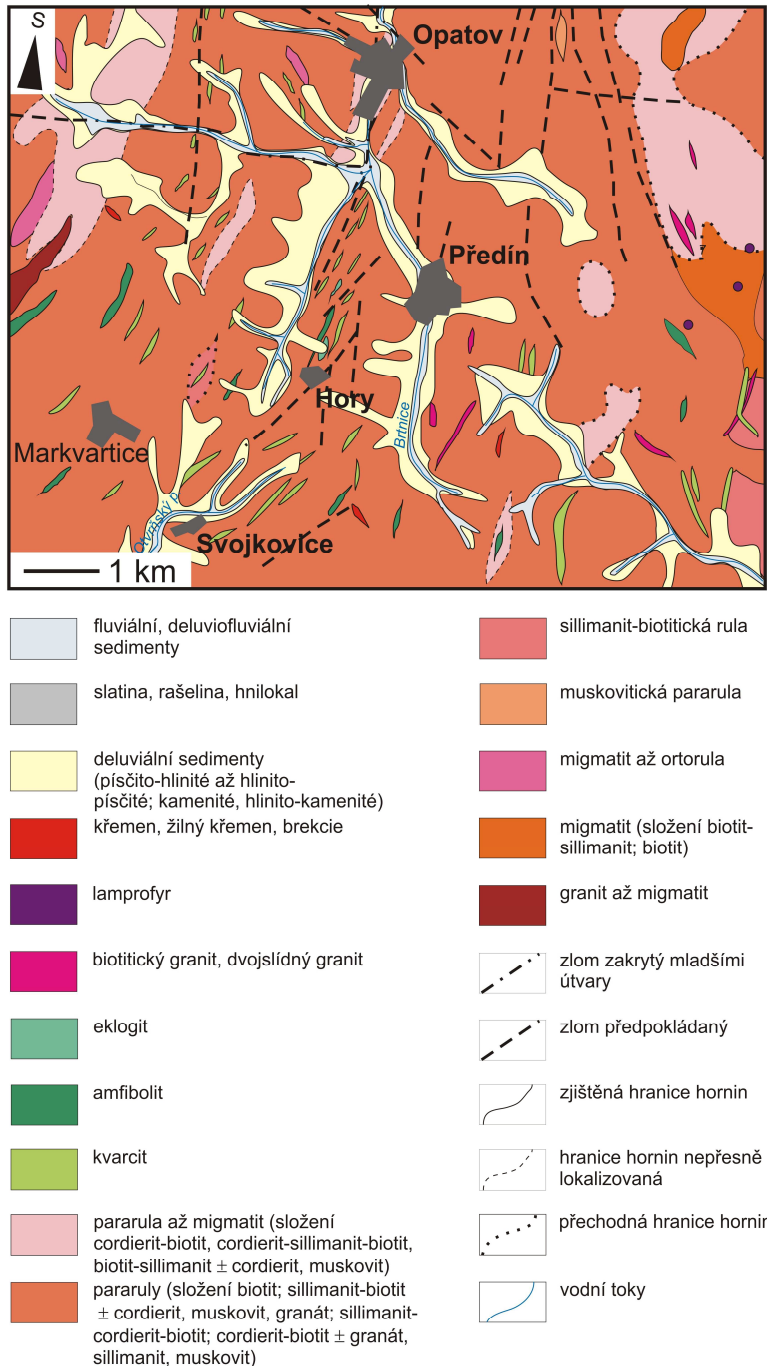 S
Opatov
Předín
Hory
Brtnice
Markvartice
Svojkovice
1 km
fluviální, deluviofluviální
sedimenty
slatina, rašelina, hnilokal
deluviální sedimenty
(písčito-hlinité až hlinito-
písčité; kamenité, hlinito-kamenité)
křemen, žilný křemen, brekcie
lamprofyr
biotitický granit, dvojslídný granit
eklogit
amfibolit
kvarcit
pararula až migmatit (složení
cordierit-biotit, cordierit-sillimanit-biotit,
biotit-sillimanit ± cordierit, muskovit)
pararuly (složení biotit; sillimanit-biotit
± cordierit, muskovit, granát; sillimanit-
cordierit-biotit; cordierit-biotit ± granát,
sillimanit, muskovit)
sillimanit-biotitická rula
muskovitická pararula
migmatit až ortorula
migmatit (složení biotit-
sillimanit; biotit)
granit až migmatit
zlom zakrytý mladšími
útvary
zlom předpokládaný
zjištěná hranice hornin
hranice hornin nepřesně
lokalizovaná
přechodná hranice hornin
vodní toky